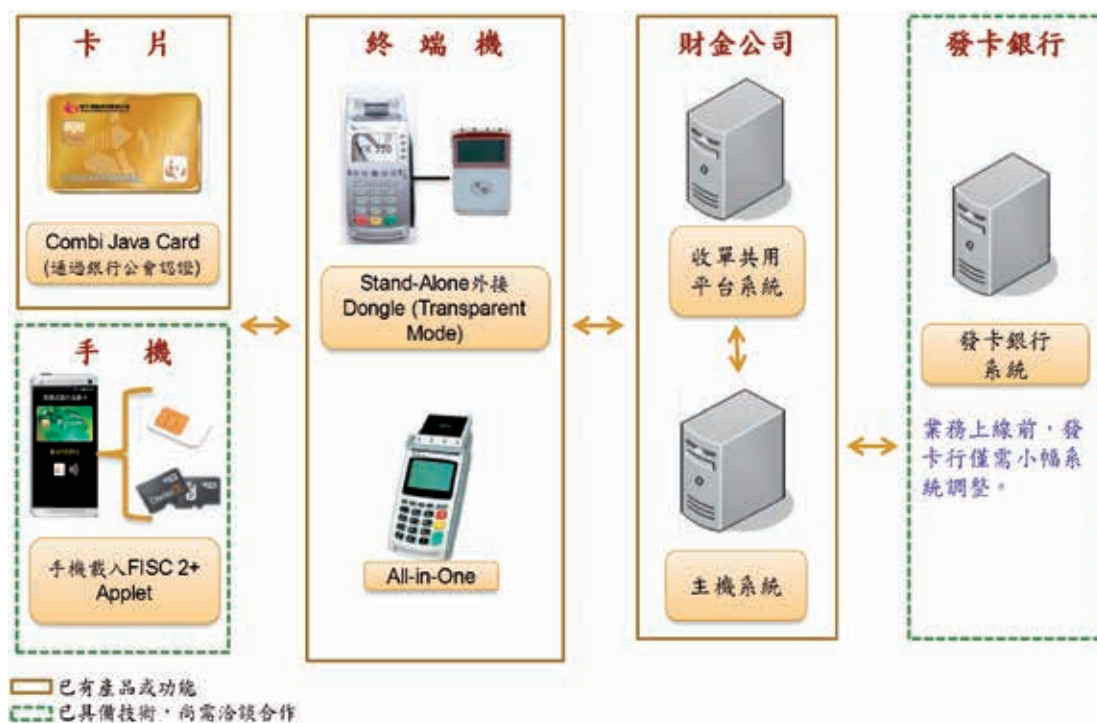 卡 片
Combi Java Card
(通過銀行公會認證)
手 機
手機載入FISC 2+
Applet
終 端 機
Stand-Alone外接
Dongle (Transparent
Mode)
All-in-One
財金公司
收單共用
平台系統
主機系統
發卡銀行
發卡銀行
系統
業務上線前，發
卡行僅需小幅系
統調整。
已有產品或功能
已具備技術，尚需洽談合作